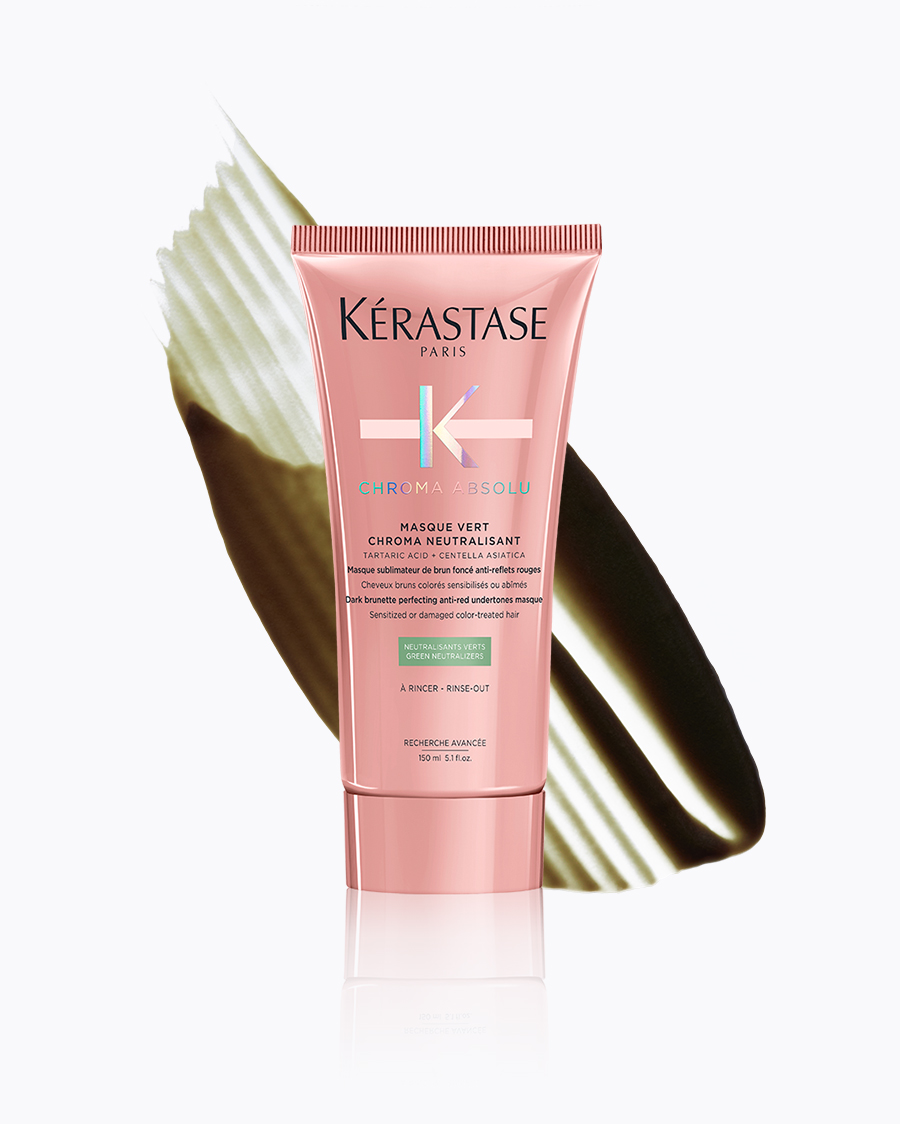 KÉRASTASE
PARIS
K
CHROMA ABSOLU
MASQUE VERT
CHROMA NEUTRALISANT
TARTARIC ACID + CENTELLA ASIATICA
Masque sublimateur de brun foncé anti-reflets rouges
Cheveux bruns colorés sensibilisés ou abîmés
Dark brunette perfecting anti-red undertones masque
Sensitized or damaged color-treated hair
NEUTRALISANTS VERTS
GREEN NEUTRALIZERS
À RINCER - RINSE-OUT
RECHERCHE AVANCÉE
150 ml 5.1 fl.oz.